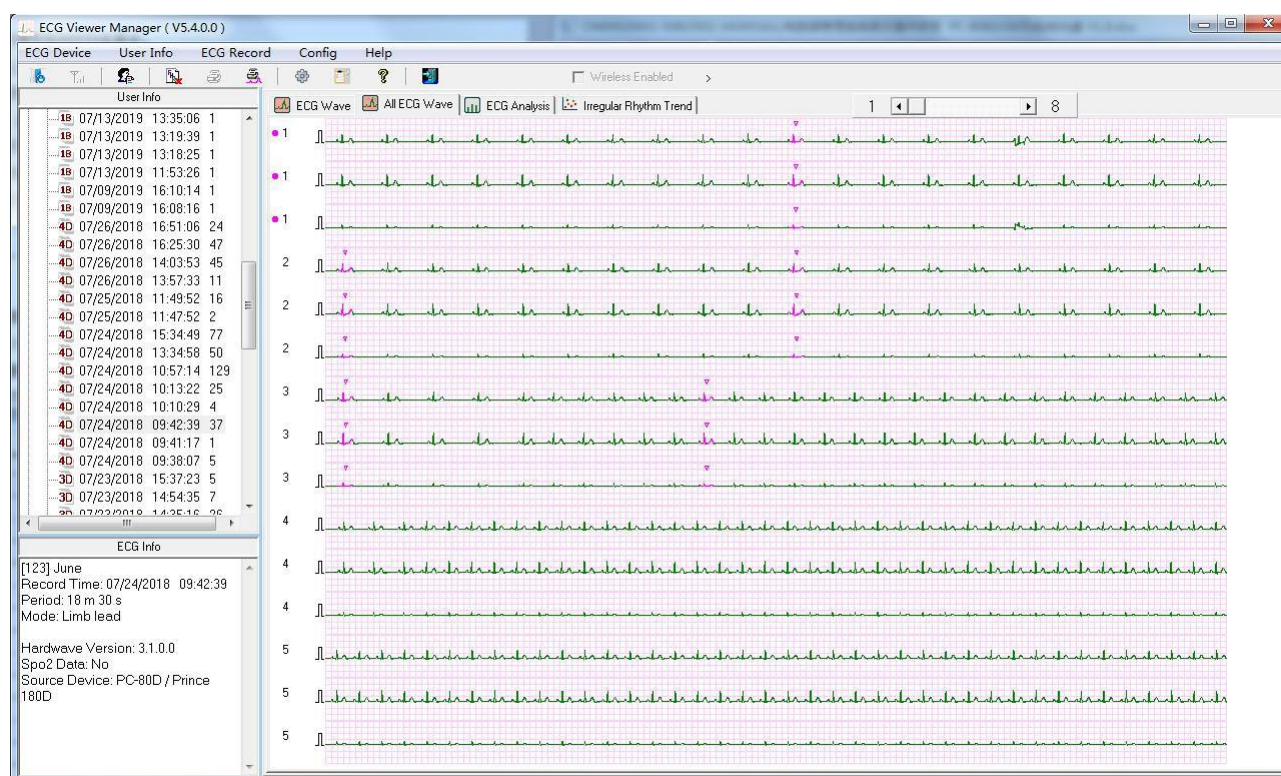 ECG Viewer Manager ( V5.4.0.0 )
ECG Device User Info ECG Record Config Help
Wireless Enabled >
User Info
ECG Wave All ECG Wave ECG Analysis Irregular Rhythm Trend 1 8
1B 07/13/2019 13:35:06 1
1B 07/13/2019 13:19:39 1
1B 07/13/2019 13:18:25 1
1B 07/13/2019 11:53:26 1
1B 07/09/2019 16:10:14 1
1B 07/09/2019 16:08:16 1
4D 07/26/2018 16:51:06 24
4D 07/26/2018 16:25:30 47
4D 07/26/2018 14:03:53 45
4D 07/26/2018 13:57:33 11
4D 07/25/2018 11:49:52 16
4D 07/25/2018 11:47:52 2
4D 07/24/2018 15:34:49 77
4D 07/24/2018 13:34:58 50
4D 07/24/2018 10:57:14 129
4D 07/24/2018 10:13:22 25
4D 07/24/2018 10:10:29 4
4D 07/24/2018 09:42:39 37
4D 07/24/2018 09:41:17 1
4D 07/24/2018 09:38:07 5
3D 07/23/2018 15:37:23 5
3D 07/23/2018 14:54:35 7
ECG Info
[123] June
Record Time: 07/24/2018 09:42:39
Period: 18 m 30 s
Mode: Limb lead
Hardwave Version: 3.1.0.0
Spo2 Data: No
Source Device: PC-80D / Prince
180D
1
1
1
2
2
2
3
3
3
4
4
4
5
5
5